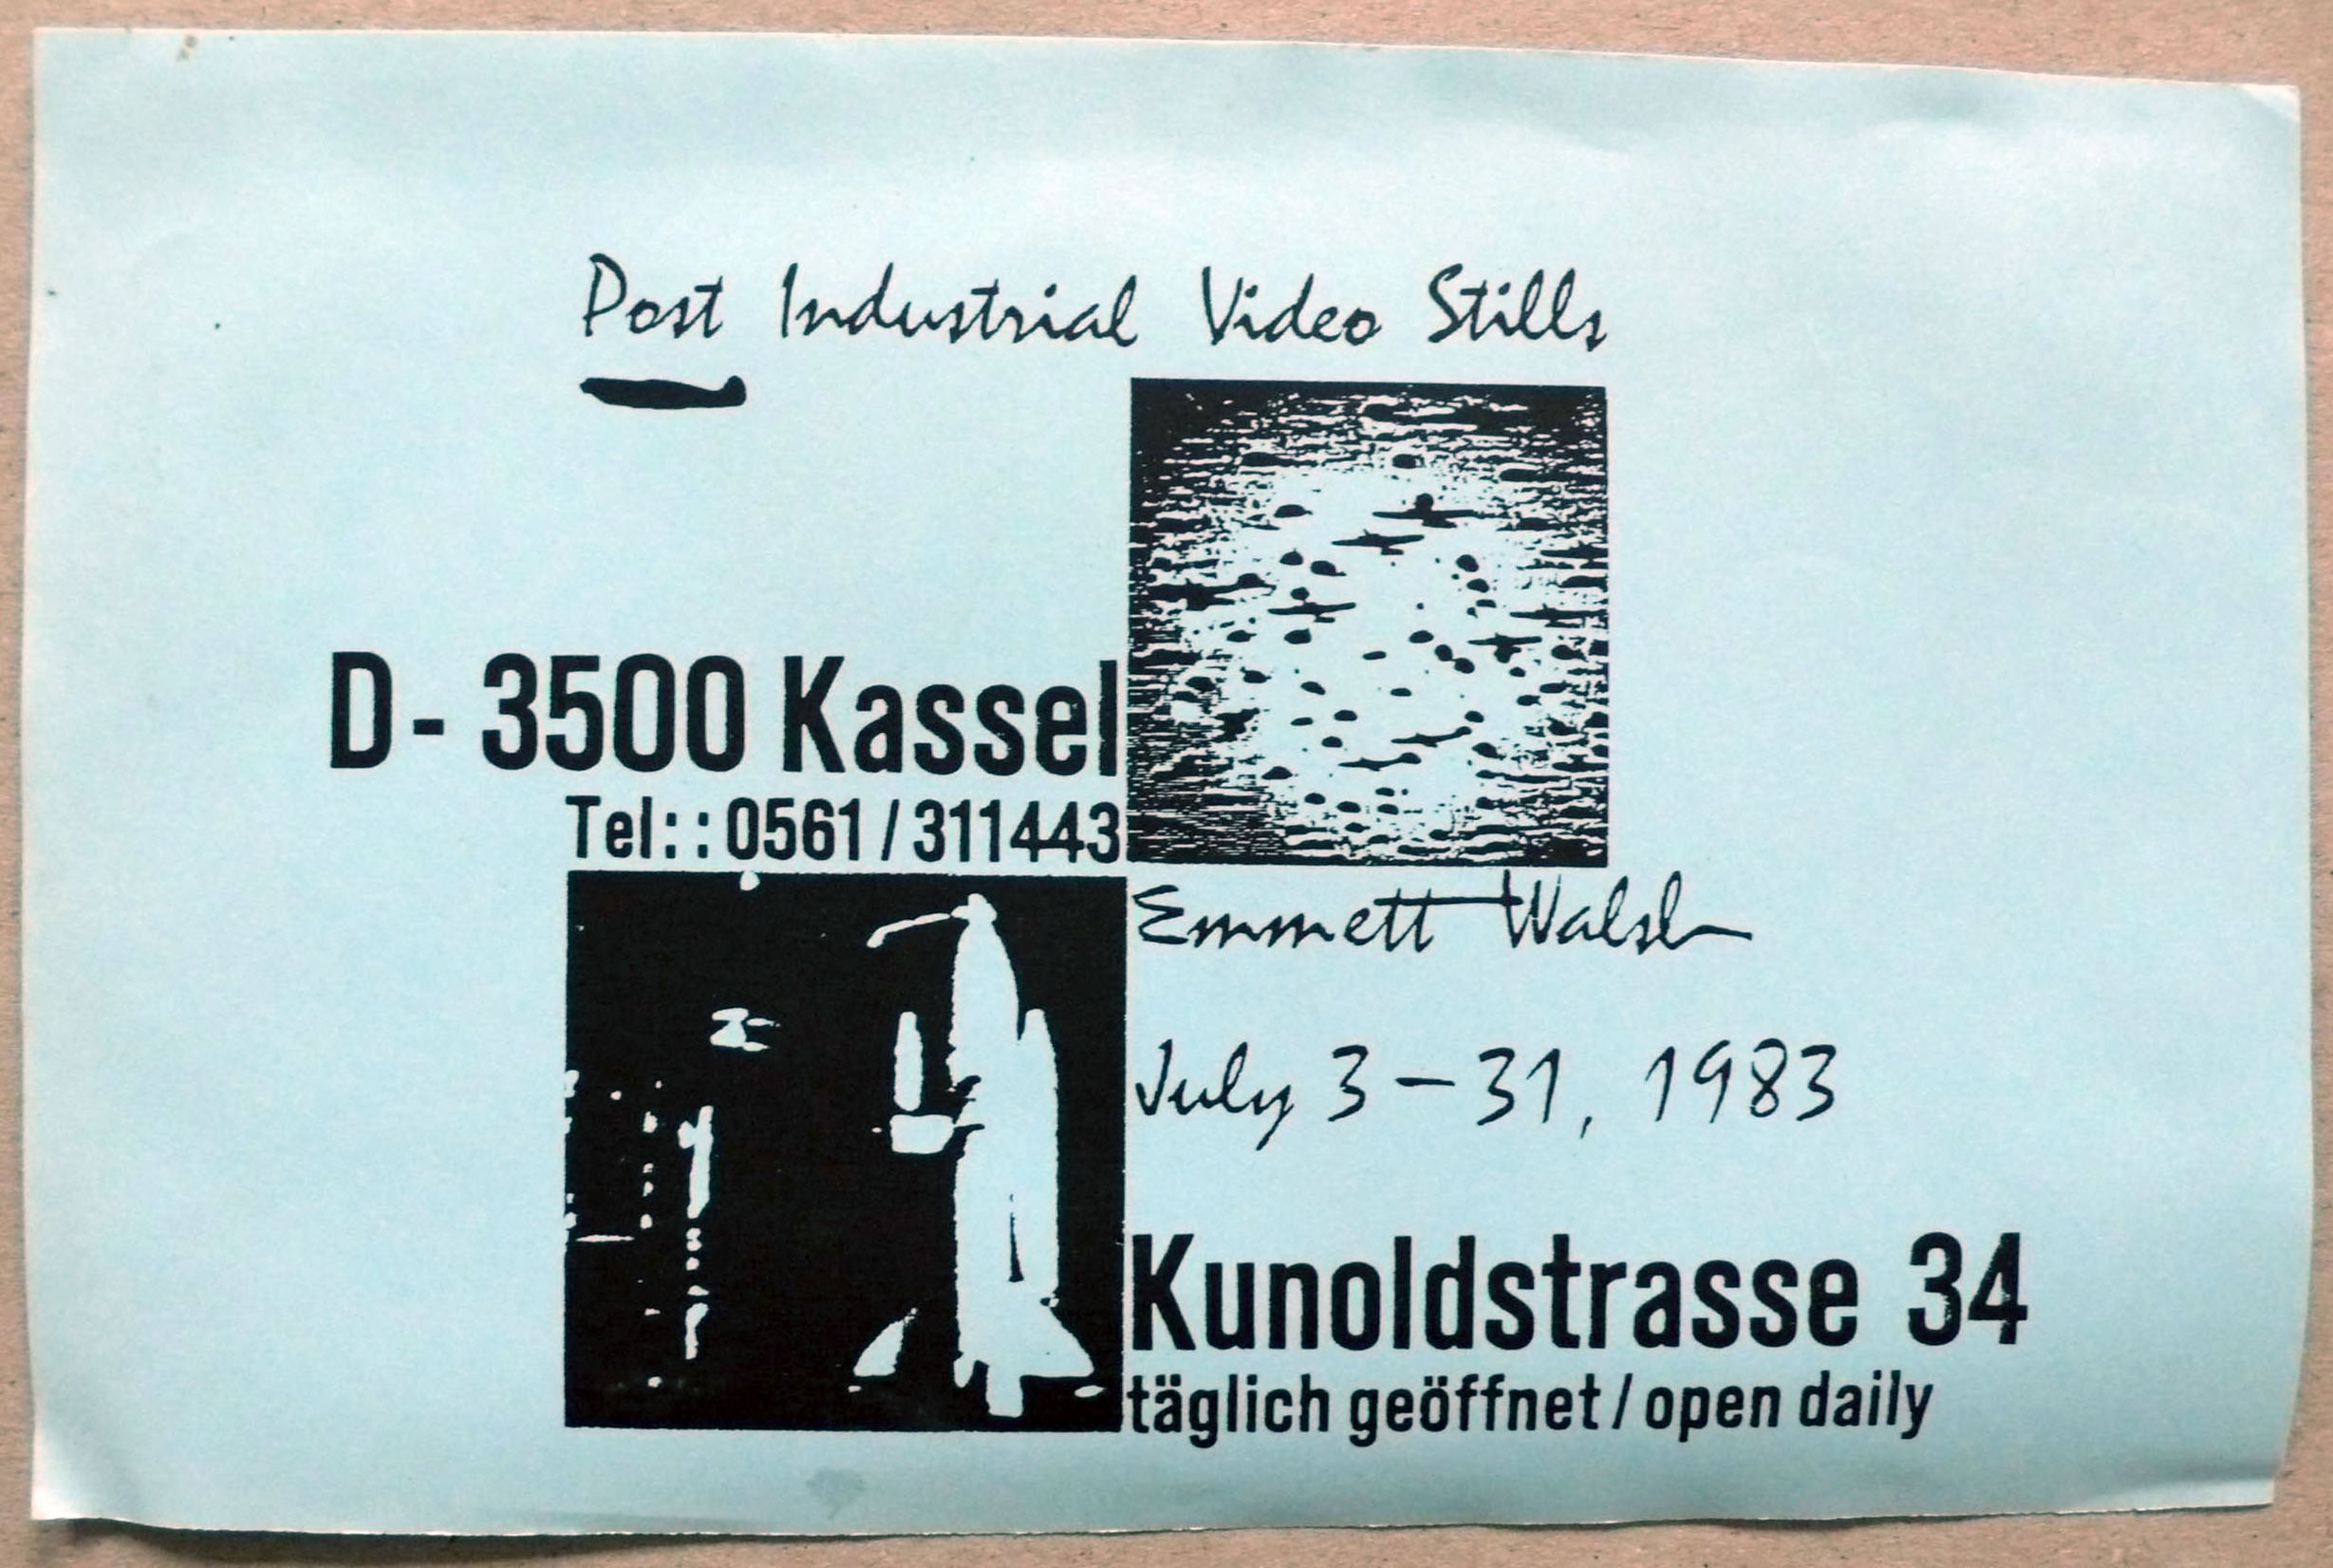 Post Industrial Video Stills
D- 3500 Kassel
Tel::0561/311443
Emmett Walsh
July 3-31, 1983
Kunoldstrasse 34
täglich geöffnet/open daily